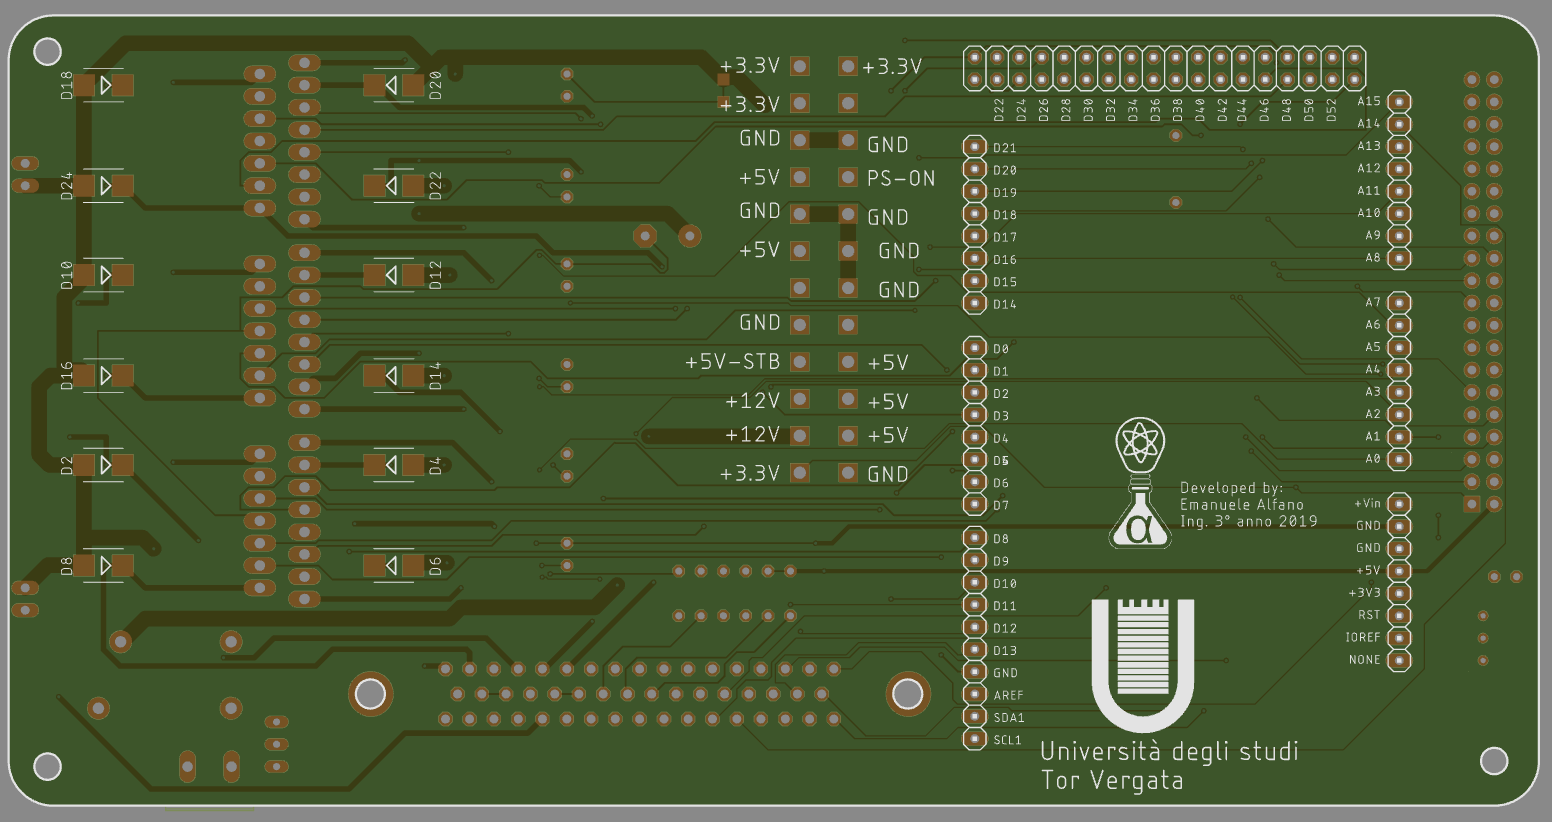 D18
D20
D24
D22
D10
D12
D16
D14
D2
D4
D8
D6
+3.3V +3.3V
+3.3V
GND GND
+5V PS-ON
GND GND
+5V GND
GND
GND
+5V-STB +5V
+12V +5V
+12V +5V
+3.3V GND
D22 D24 D26 D28 D30 D32 D34 D36 D38 D40 D42 D44 D46 D48 D50 D52
D21
D20
D19
D18
D17
D16
D15
D14
D0
D1
D2
D3
D4
D5
D6
D7
D8
D9
D10
D11
D12
D13
GND
AREF
SDA1
SCL1
A15
A14
A13
A12
A11
A10
A9
A8
A7
A6
A5
A4
A3
A2
A1
A0
+Vin
GND
GND
+5V
+3V3
RST
IOREF
NONE
α
Developed by:
Emanuele Alfano
Ing. 3° anno 2019
Università degli studi
Tor Vergata